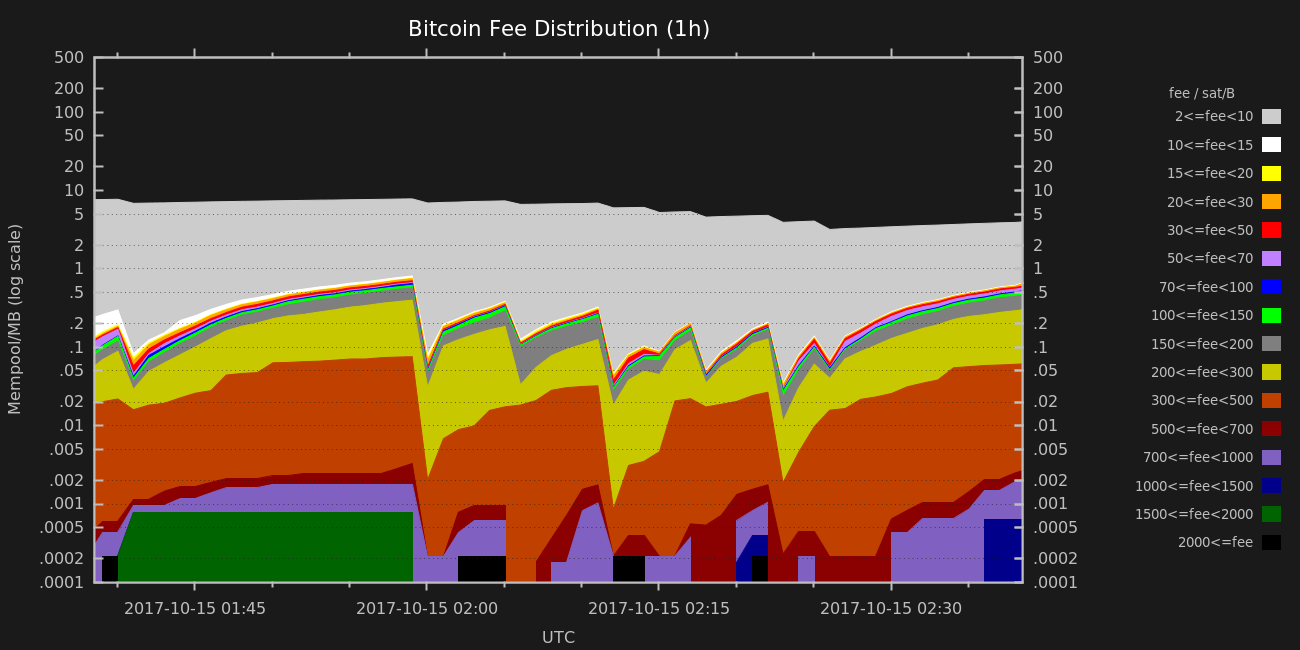 Bitcoin Fee Distribution (1h)
500 500
200 200
100 100
50 50
20 20
10 10
5 5
2 2
1 1
.5 .5
.2 .2
.1 .1
.05 .05
.02 .02
.01 .01
.005 .005
.002 .002
.001 .001
.0005 .0005
.0002 .0002
.0001 .0001
Mempool/MB (log scale)
2017-10-15 01:45 2017-10-15 02:00 2017-10-15 02:15 2017-10-15 02:30
UTC
fee / sat/B
2<=fee<10
10<=fee<15
15<=fee<20
20<=fee<30
30<=fee<50
50<=fee<70
70<=fee<100
100<=fee<150
150<=fee<200
200<=fee<300
300<=fee<500
500<=fee<700
700<=fee<1000
1000<=fee<1500
1500<=fee<2000
2000<=fee